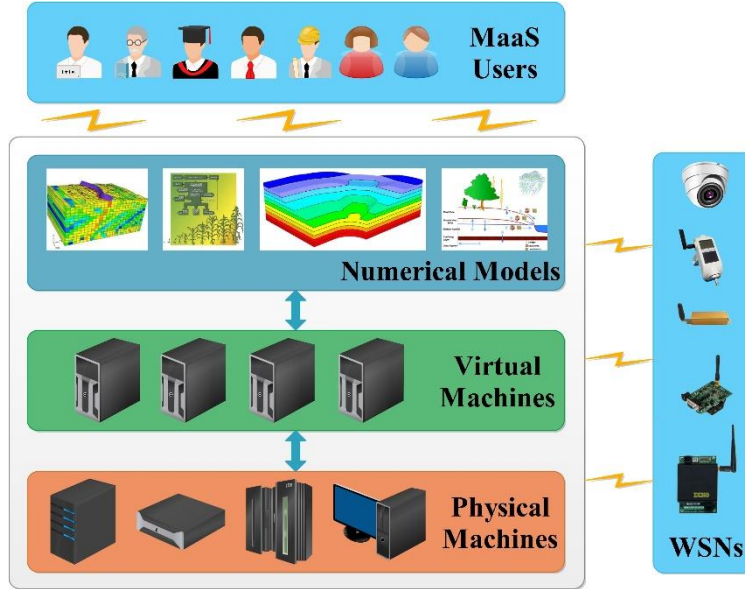 MaaS
Users
Numerical Models
Virtual
Machines
Physical
Machines
WSNs